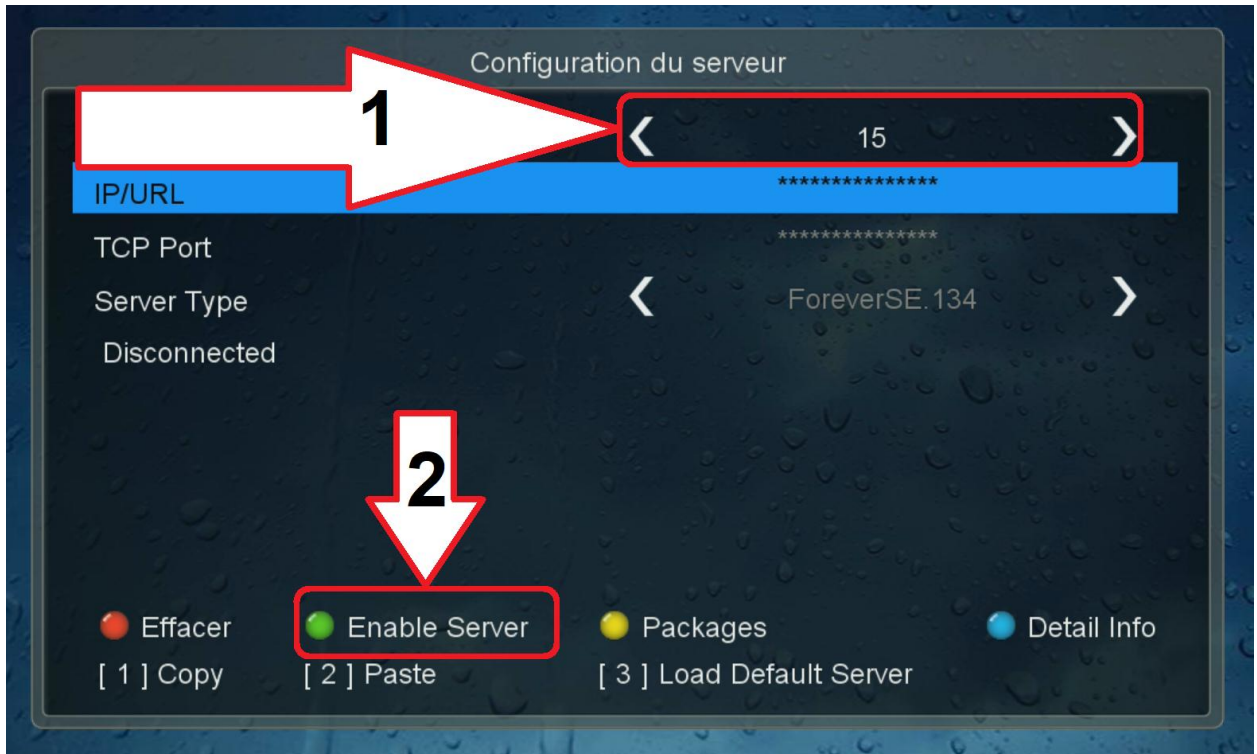 Configuration du serveur
1
❮ 15 ❯
IP/URL ***************
TCP Port ***************
Server Type ❮ ForeverSE.134 ❯
Disconnected
2
Effacer Enable Server Packages Detail Info
[ 1 ] Copy [ 2 ] Paste [ 3 ] Load Default Server